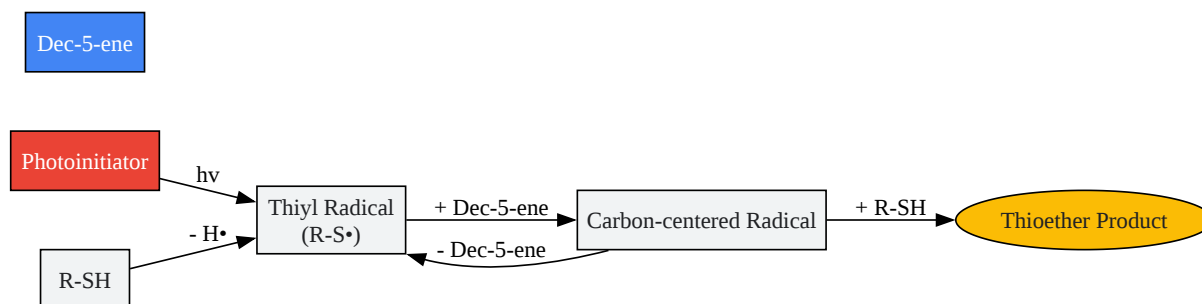 Dec-5-ene
Photoinitiator
hv
Thiyl Radical
(R-S•)
- H•
R-SH
+ Dec-5-ene
- Dec-5-ene
Carbon-centered Radical
+ R-SH
Thioether Product